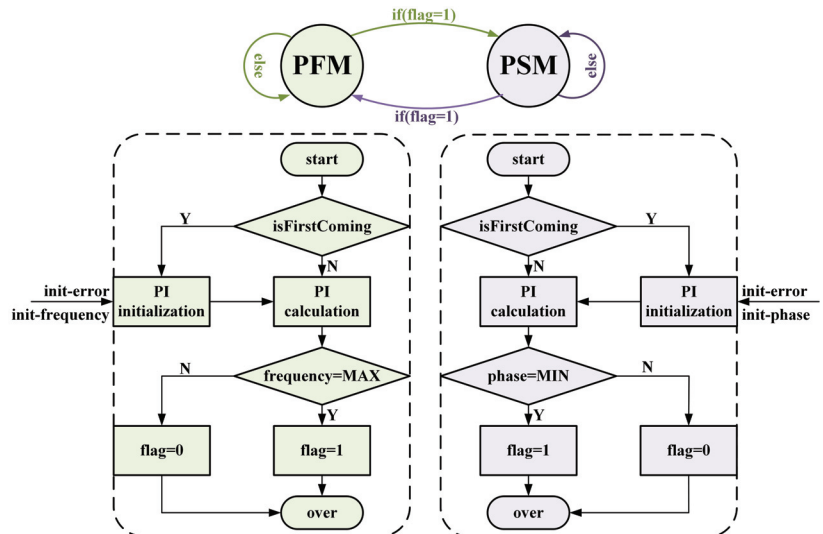 if(flag=1)
else
PFM
PSM
else
if(flag=1)
start
start
Y
isFirstComing
isFirstComing
Y
N
N
init-error
init-frequency
PI
initialization
PI
calculation
PI
calculation
PI
initialization
init-error
init-phase
N
frequency=MAX
phase=MIN
N
Y
Y
flag=0
flag=1
flag=1
flag=0
over
over